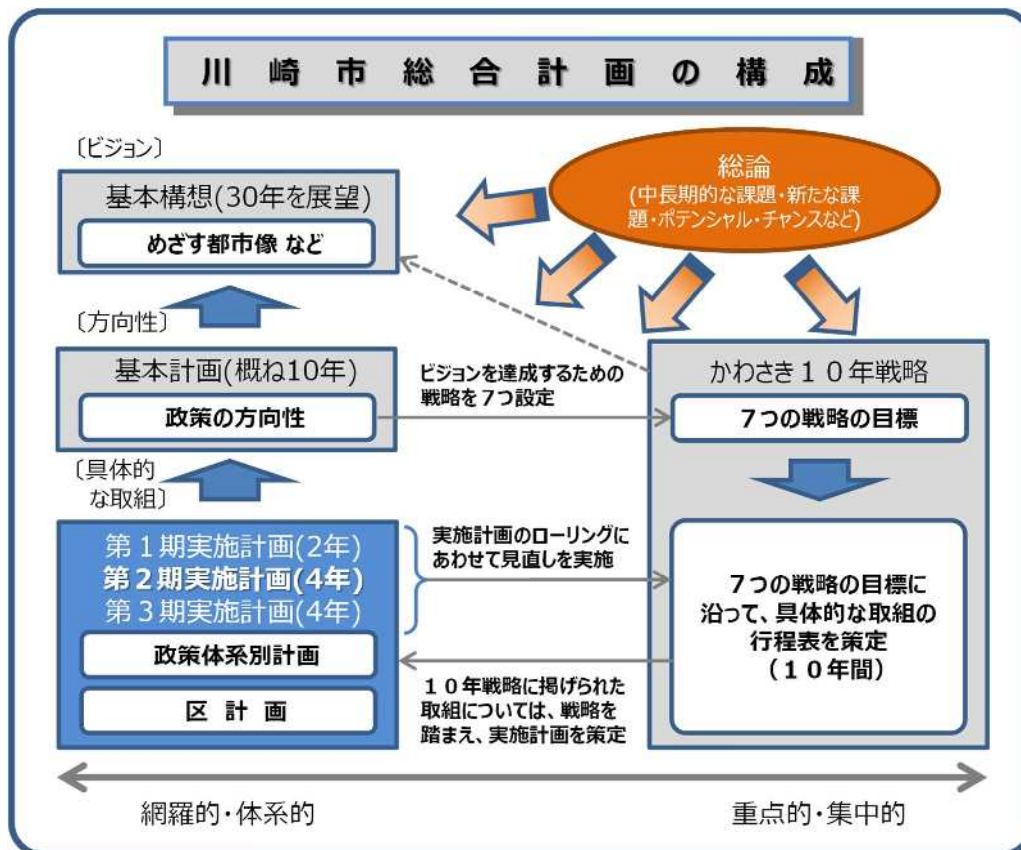 川崎市総合計画の構成
〔ビジョン〕
基本構想(30年を展望)
めざす都市像 など
総論
(中長期的な課題・新たな課
題・ポテンシャル・チャンスなど)
〔方向性〕
基本計画(概ね10年)
政策の方向性
ビジョンを達成するための
戦略を7つ設定
かわさき10年戦略
7つの戦略の目標
〔具体的
な取組〕
第1期実施計画(2年)
第2期実施計画(4年)
第3期実施計画(4年)
政策体系別計画
区 計 画
実施計画のローリングに
あわせて見直しを実施
10年戦略に掲げられた
取組については、戦略を
踏まえ、実施計画を策定
7つの戦略の目標に
沿って、具体的な取組の
行程表を策定
(10年間)
網羅的・体系的
重点的・集中的